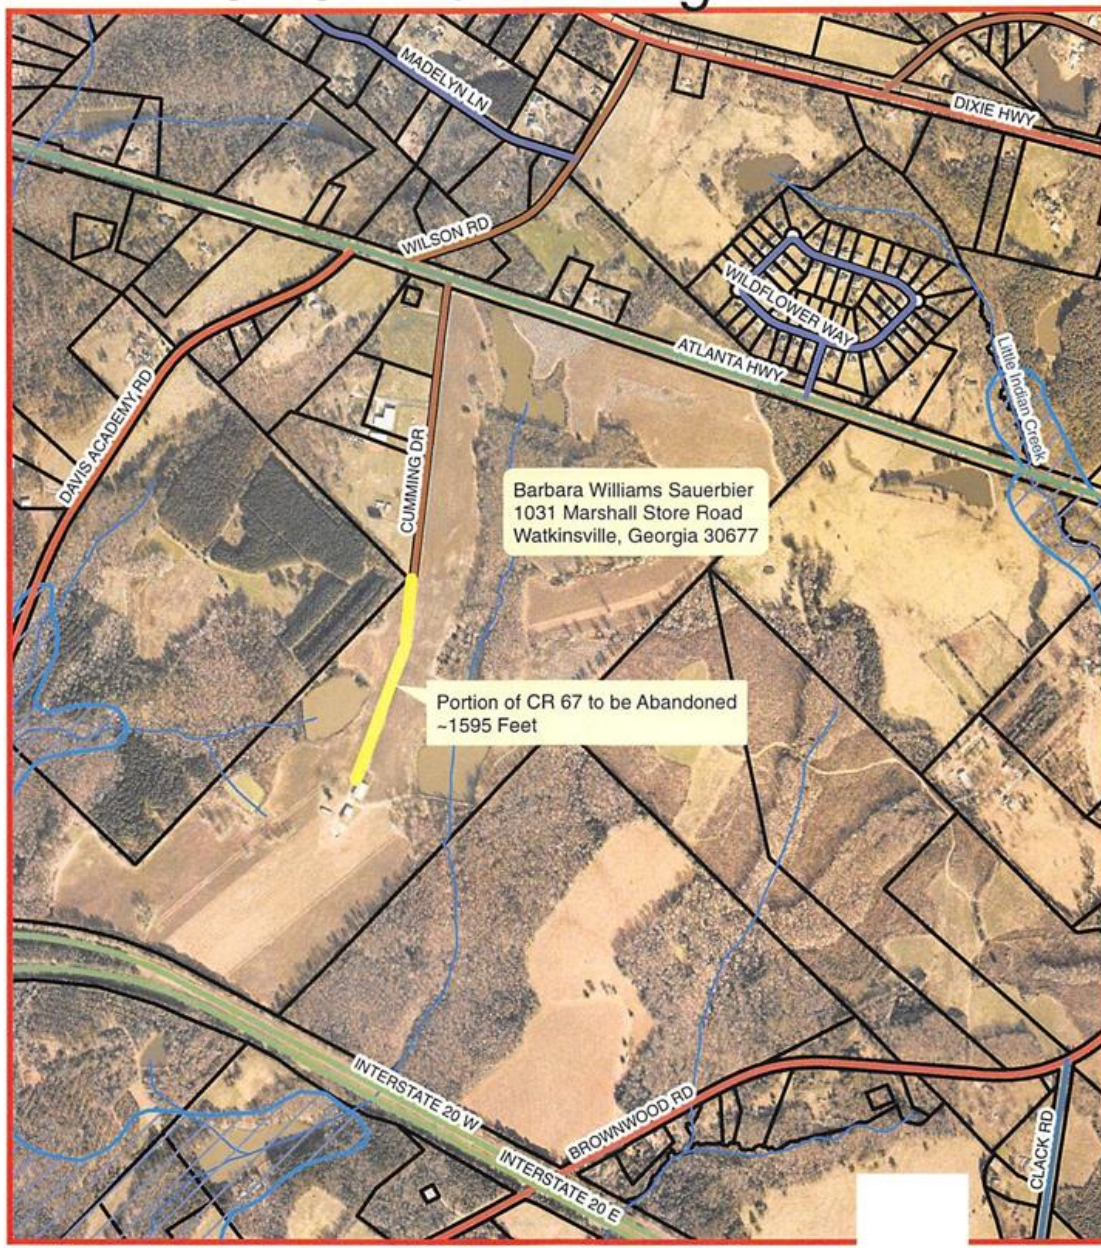 MADELYN LN
DIXIE HWY
WILSON RD
WILDFLOWER WAY
ATLANTA HWY
Little Indian Creek
DAVIS ACADEMY RD
CUMMING DR
Barbara Williams Sauerbier
1031 Marshall Store Road
Watkinsville, Georgia 30677
Portion of CR 67 to be Abandoned
~1595 Feet
INTERSTATE 20 W
BROWNWOOD RD
INTERSTATE 20 E
CLACK RD